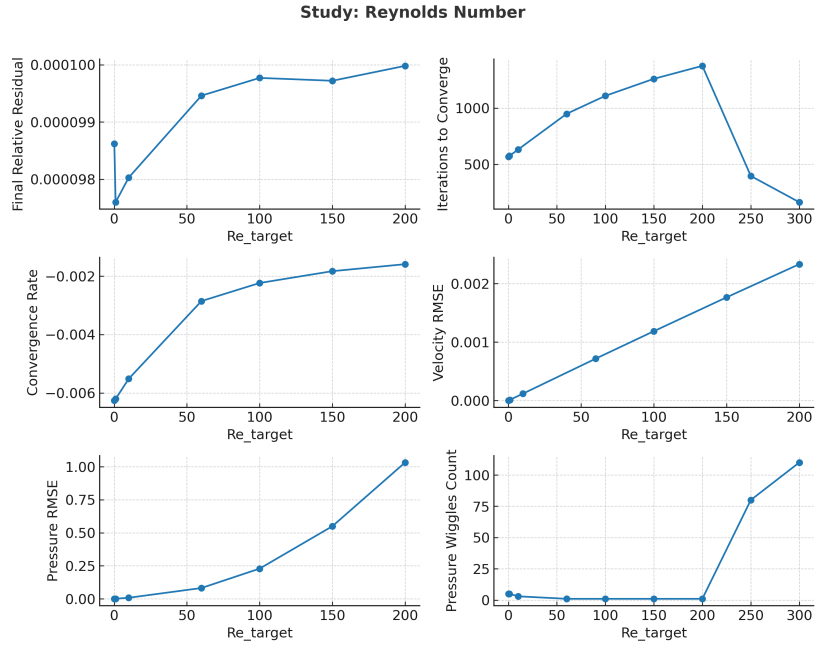 Study: Reynolds Number
Final Relative Residual
0.000100
0.000099
0.000098
0 50 100 150 200
Re_target
Iterations to Converge
1000
500
0 50 100 150 200 250 300
Re_target
Convergence Rate
−0.002
−0.004
−0.006
0 50 100 150 200
Re_target
Velocity RMSE
0.002
0.001
0.000
0 50 100 150 200
Re_target
Pressure RMSE
1.00
0.75
0.50
0.25
0.00
0 50 100 150 200
Re_target
Pressure Wiggles Count
100
75
50
25
0
0 50 100 150 200 250 300
Re_target